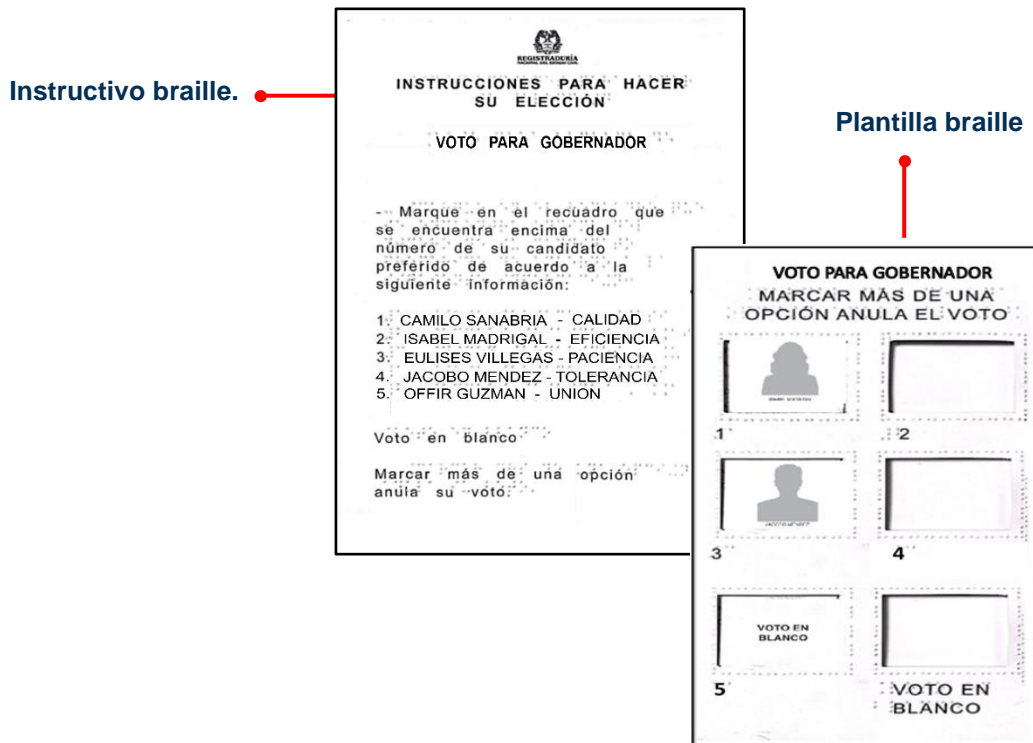 Instructivo braille.
REGISTRADURÍA
NACIONAL DEL ESTADO CIVIL
INSTRUCCIONES PARA HACER
SU ELECCIÓN
VOTO PARA GOBERNADOR
- Marque en el recuadro que
se encuentra encima del
número de su candidato
preferido de acuerdo a la
siguiente información:
1. CAMILO SANABRIA - CALIDAD
2. ISABEL MADRIGAL - EFICIENCIA
3. EULISES VILLEGAS - PACIENCIA
4. JACOBO MENDEZ - TOLERANCIA
5. OFFIR GUZMAN - UNION
Voto en blanco
Marcar más de una opción
anula su voto.
Plantilla braille
VOTO PARA GOBERNADOR
MARCAR MÁS DE UNA
OPCIÓN ANULA EL VOTO
1
2
3
4
VOTO EN
BLANCO
5
VOTO EN
BLANCO